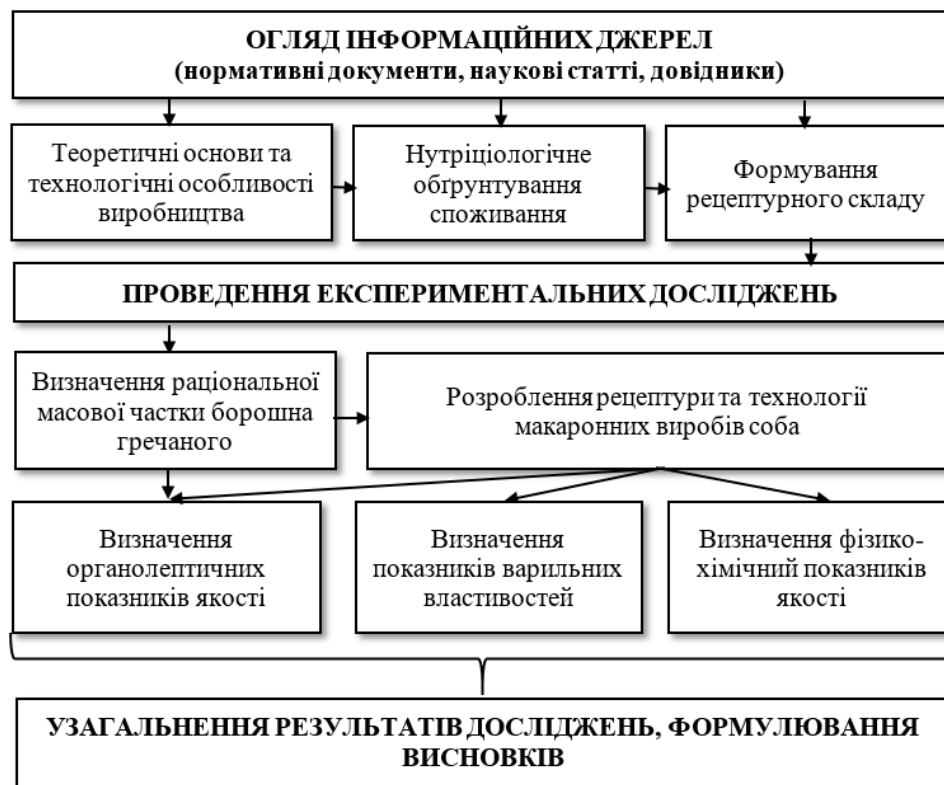 ОГЛЯД ІНФОРМАЦІЙНИХ ДЖЕРЕЛ
(нормативні документи, наукові статті, довідники)
Теоретичні основи та
технологічні особливості
виробництва
Нутріціологічне
обґрунтування
споживання
Формування
рецептурного складу
ПРОВЕДЕННЯ ЕКСПЕРИМЕНТАЛЬНИХ ДОСЛІДЖЕНЬ
Визначення раціональної
масової частки борошна
гречаного
Розроблення рецептури та технології
макаронних виробів соба
Визначення
органолептичних
показників якості
Визначення
показників варильних
властивостей
Визначення фізико-
хімічний показників
якості
УЗАГАЛЬНЕННЯ РЕЗУЛЬТАТІВ ДОСЛІДЖЕНЬ, ФОРМУЛЮВАННЯ
ВИСНОВКІВ